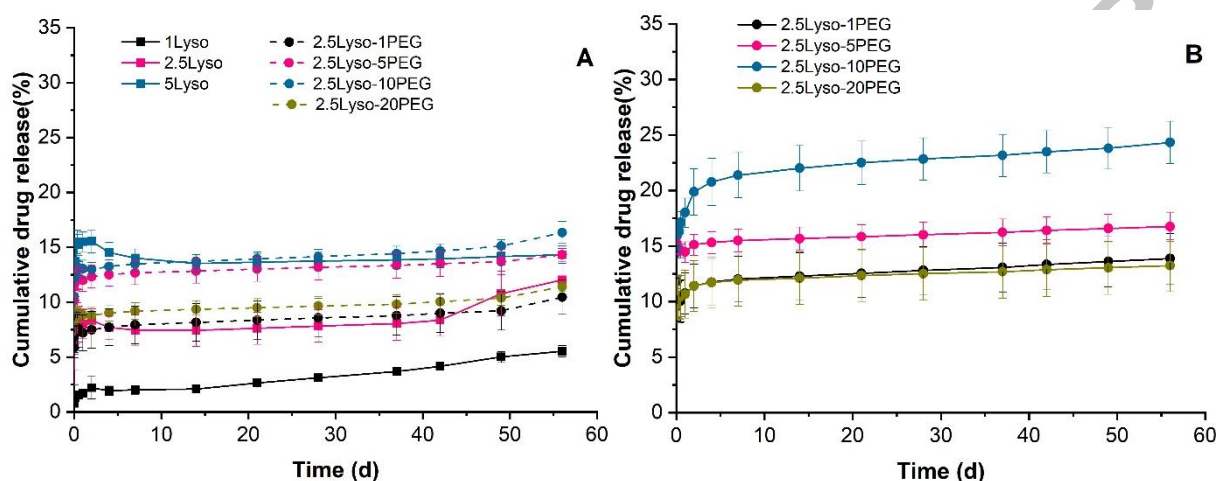 35
30
25
20
15
10
5
0
Cumulative drug release(%)
1Lyso
2.5Lyso
5Lyso
2.5Lyso-1PEG
2.5Lyso-5PEG
2.5Lyso-10PEG
2.5Lyso-20PEG
A
0 10 20 30 40 50 60
Time (d)
35
30
25
20
15
10
5
0
Cumulative drug release(%)
2.5Lyso-1PEG
2.5Lyso-5PEG
2.5Lyso-10PEG
2.5Lyso-20PEG
B
0 10 20 30 40 50 60
Time (d)